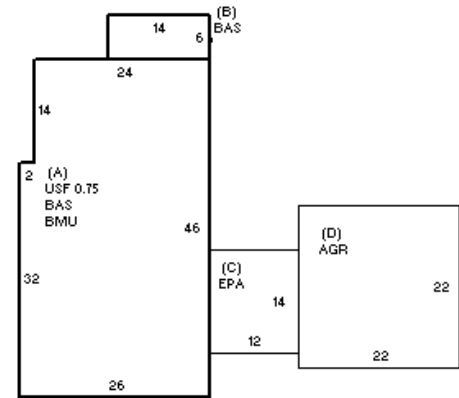 (B)
14
6
BAS
24
14
2
(A)
USF 0.75
BAS
BMU
46
(D)
AGR
(C)
EPA
32
14
22
12
22
26